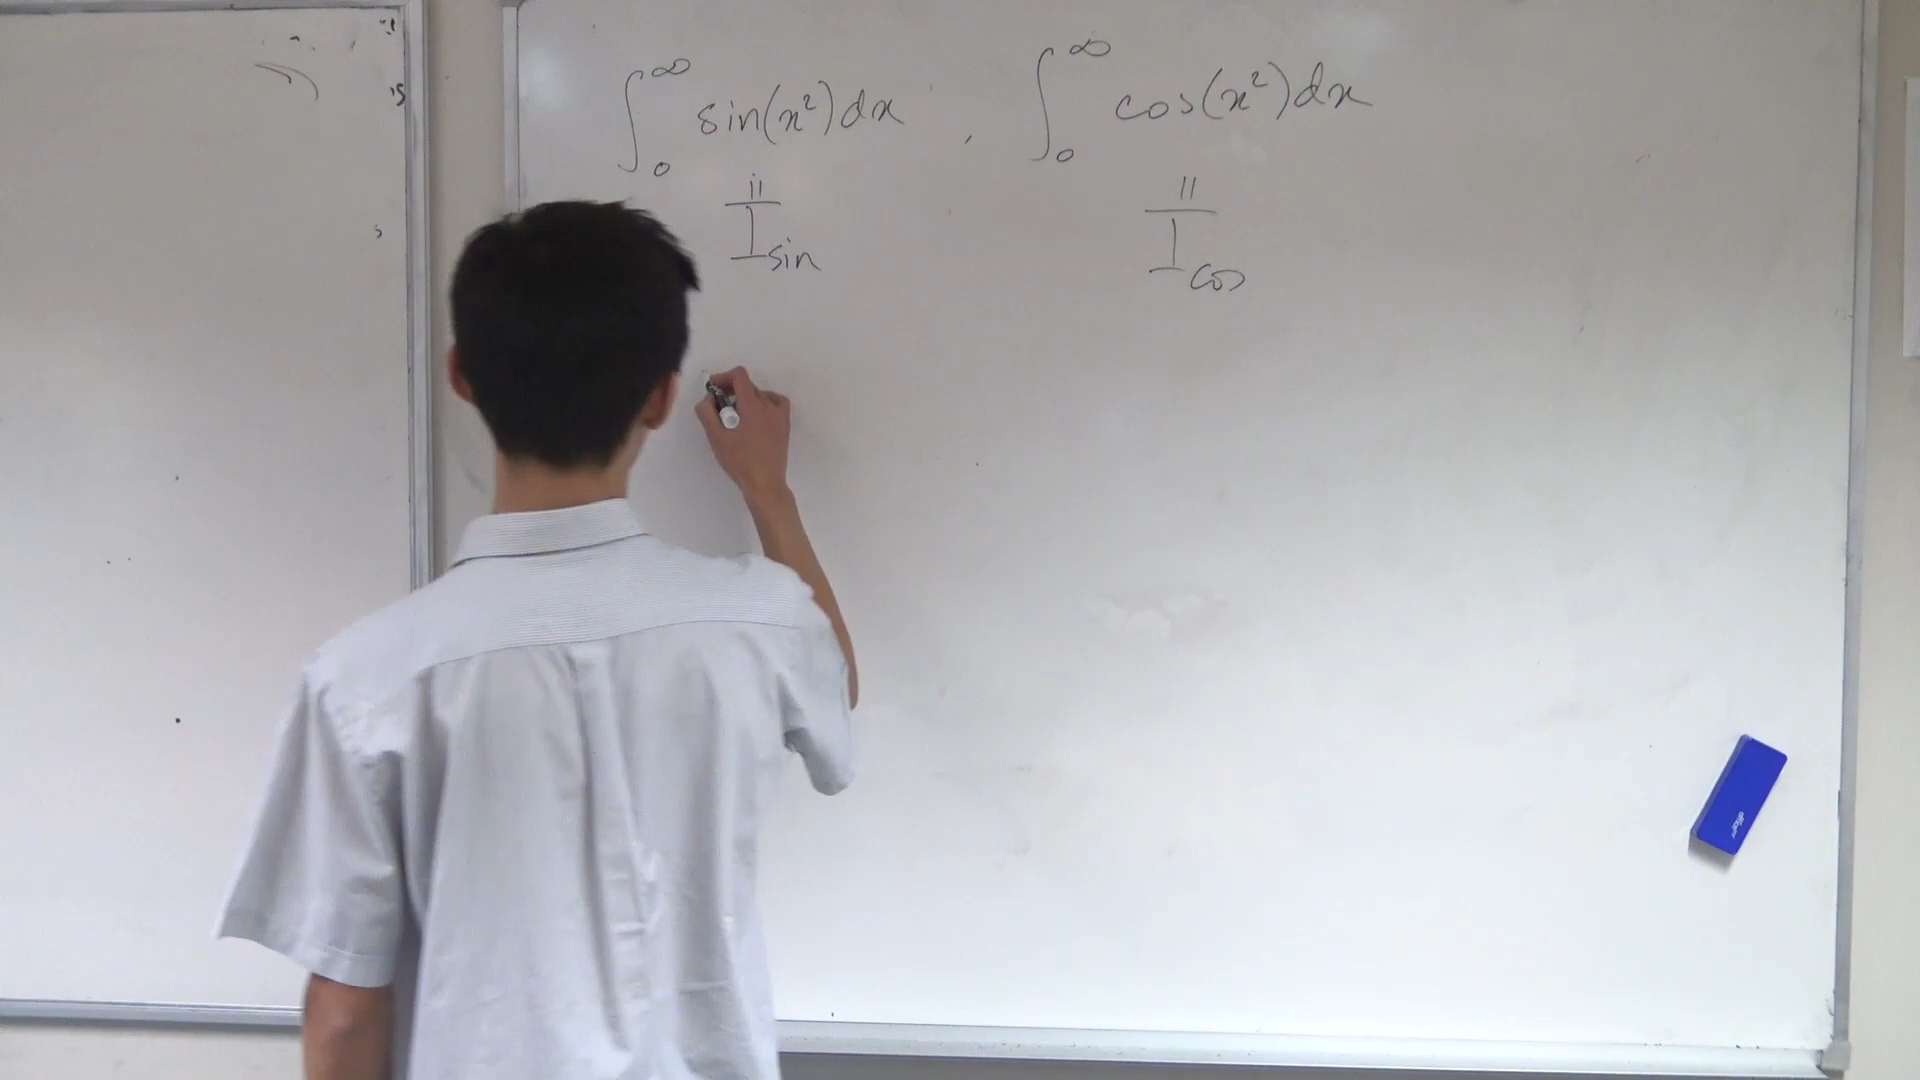 ∫₀^∞ sin(x²)dx , ∫₀^∞ cos(x²)dx
|| ||
I_sin I_cos